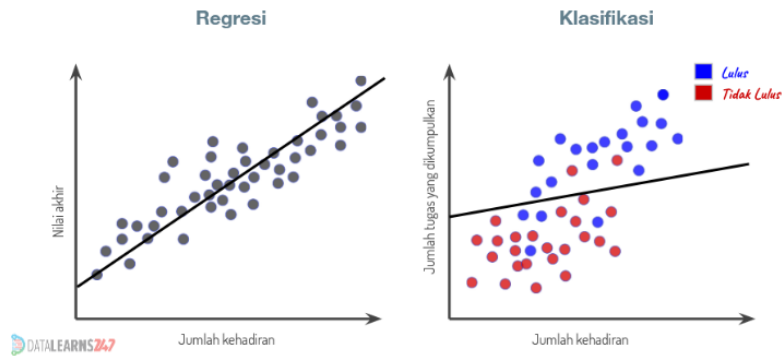 Regresi
Nilai akhir
Jumlah kehadiran
Klasifikasi
Lulus
Tidak Lulus
Jumlah tugas yang dikumpulkan
Jumlah kehadiran
DATALEARNS247